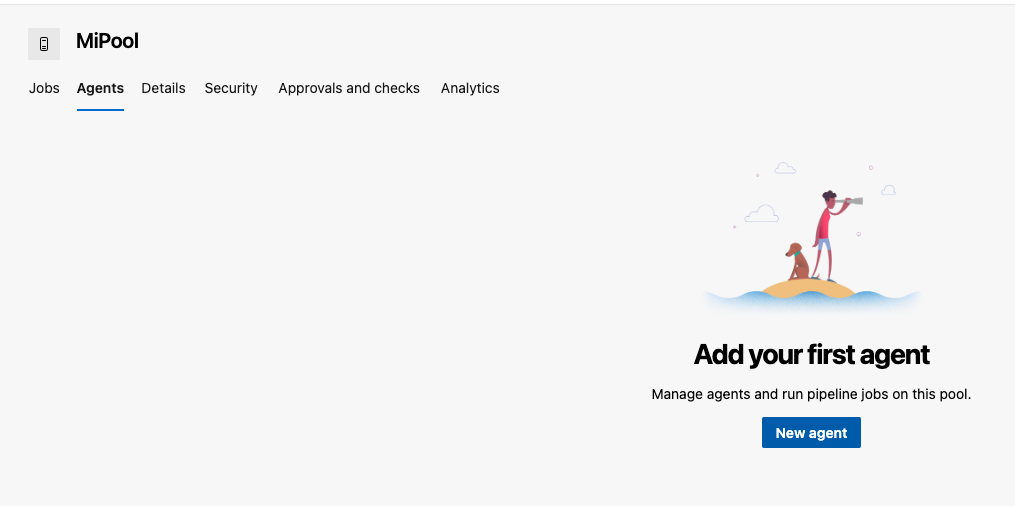 MiPool
Jobs Agents Details Security Approvals and checks Analytics
Add your first agent
Manage agents and run pipeline jobs on this pool.
New agent